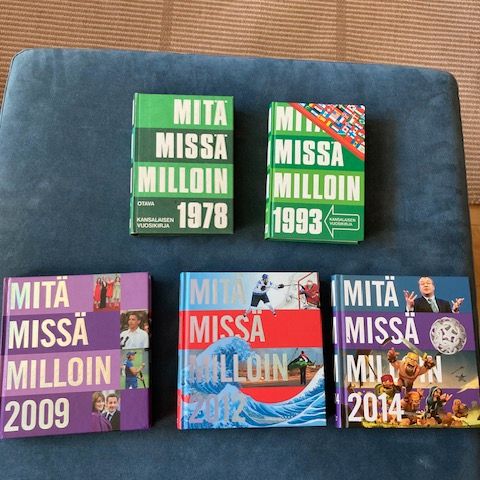 MITÄ
MISSÄ
MILLOIN
OTAVA
KANSALAISEN
VUOSIKIRJA
1978
MITÄ
MISSÄ
MILLOIN
1993
KANSALAISEN
VUOSIKIRJA
MITÄ
MISSÄ
MILLOIN
2009
MITÄ
MISSÄ
MILLOIN
2012
MITÄ
MISSÄ
MILLOIN
2014